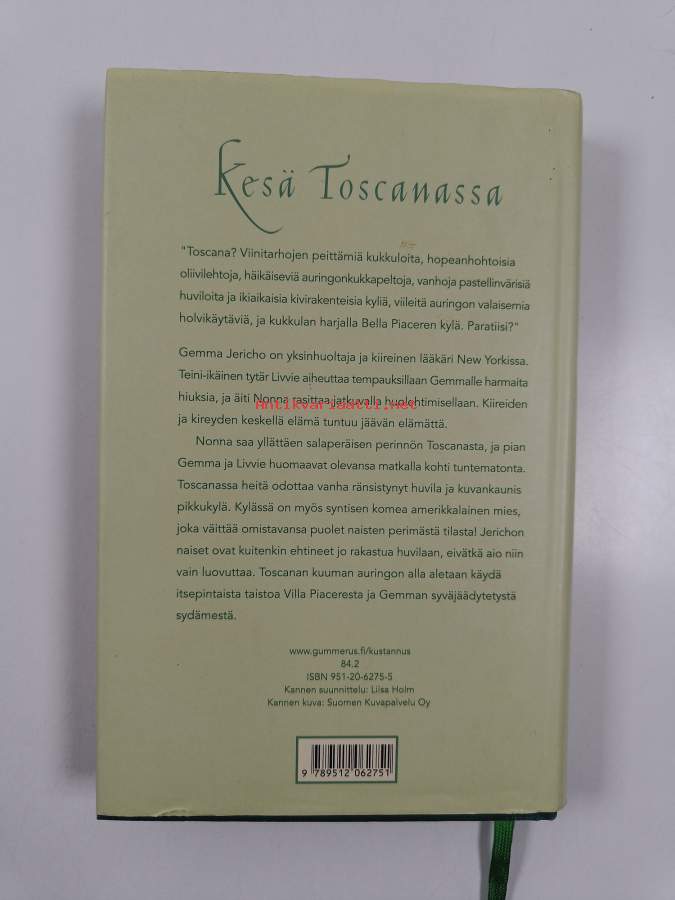 Kesä Toscanassa
"Toscana? Viinitarhojen peittämiä kukkuloita, hopeanhohtoisia
oliivilehtoja, häikäiseviä auringonkukkapeltoja, vanhoja pastellinvärisiä
huviloita ja ikiaikaisia kivirakenteisia kyliä, viileitä auringon valaisemia
holvikäytäviä, ja kukkulan harjalla Bella Piaceren kylä. Paratiisi?"
Gemma Jericho on yksinhuoltaja ja kiireinen lääkäri New Yorkissa.
Teini-ikäinen tytär Livvie aiheuttaa tempauksillaan Gemmalle harmaita
hiuksia, ja äiti Nonna rasittaa jatkuvalla huolehtimisellaan. Kiireiden
Antikvariaatti.net
ja kireyden keskellä elämä tuntuu jäävän elämättä.
Nonna saa yllättäen salaperäisen perinnön Toscanasta, ja pian
Gemma ja Livvie huomaavat olevansa matkalla kohti tuntematonta.
Toscanassa heitä odottaa vanha ränsistynyt huvila ja kuvankaunis
pikkukylä. Kylässä on myös syntisen komea amerikkalainen mies,
joka väittää omistavansa puolet naisten perimästä tilasta! Jerichon
naiset ovat kuitenkin ehtineet jo rakastua huvilaan, eivätkä aio niin
vain luovuttaa. Toscanan kuuman auringon alla aletaan käydä
itsepintaista taistoa Villa Piaceresta ja Gemman syväjäädytetystä
sydämestä.
www.gummerus.fi/kustannus
84.2
ISBN 951-20-6275-5
Kannen suunnittelu: Liisa Holm
Kannen kuva: Suomen Kuvapalvelu Oy
9 789512 062751